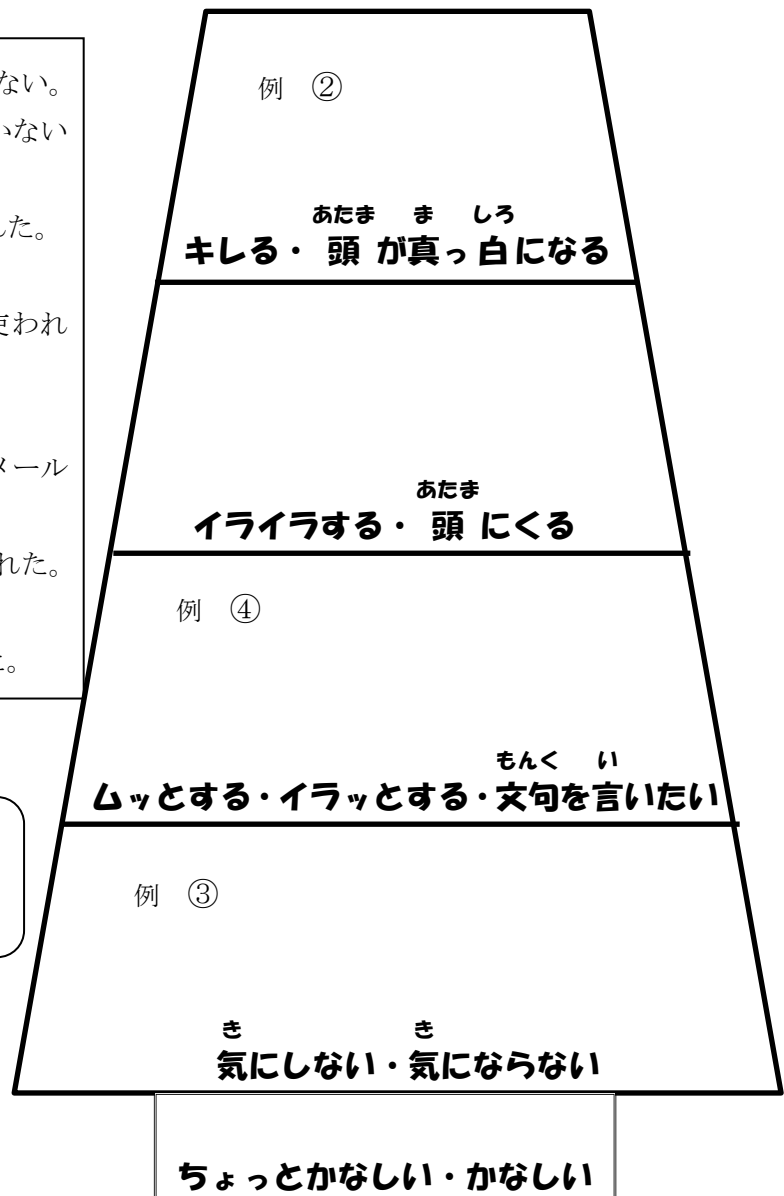 ない。
いない
した。
使われ
メール
れた。
た。
例 ②
あたま ま しろ
キレる・頭が真っ白になる
あたま
イライラする・頭にくる
例 ④
もんく い
ムッとする・イラッとする・文句を言いたい
例 ③
き き
気にしない・気にならない
ちょっとかなしい・かなしい